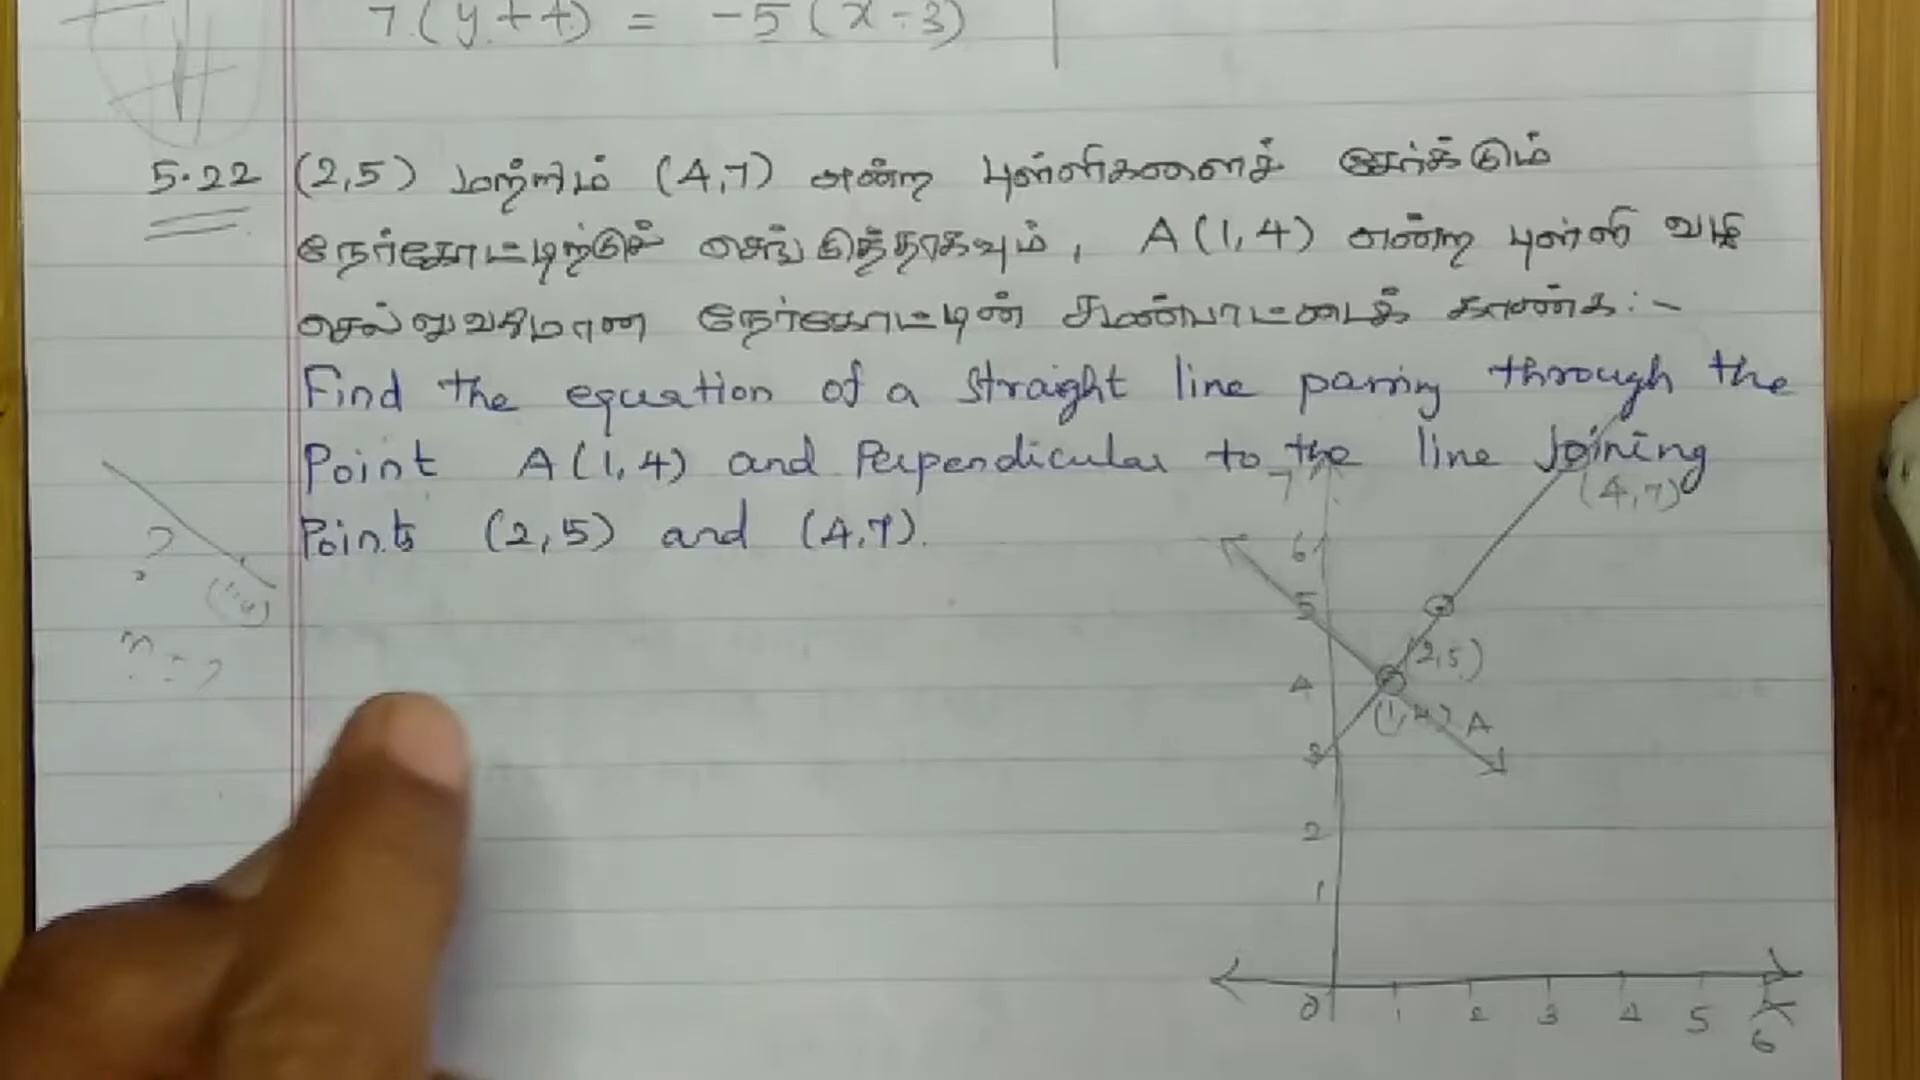 7(y++) = -5(x-3)
5.22 (2,5) மற்றும் (4,7) என்ற புள்ளிகளைச் சேர்க்கும்
நேர்கோட்டிற்குச் செங்குத்தாகவும், A(1,4) என்ற புள்ளி வழி
செல்லுவதுமான நேர்கோட்டின் சமன்பாட்டைக் காண்க:-
Find the equation of a straight line passing through the
Point A(1,4) and Perpendicular to the line Joining
Points (2,5) and (4,7).
?
(1,4)
m = ?
7
(4,7)
6
5
(2,5)
4
(1,4) A
3
2
1
0 1 2 3 4 5
6